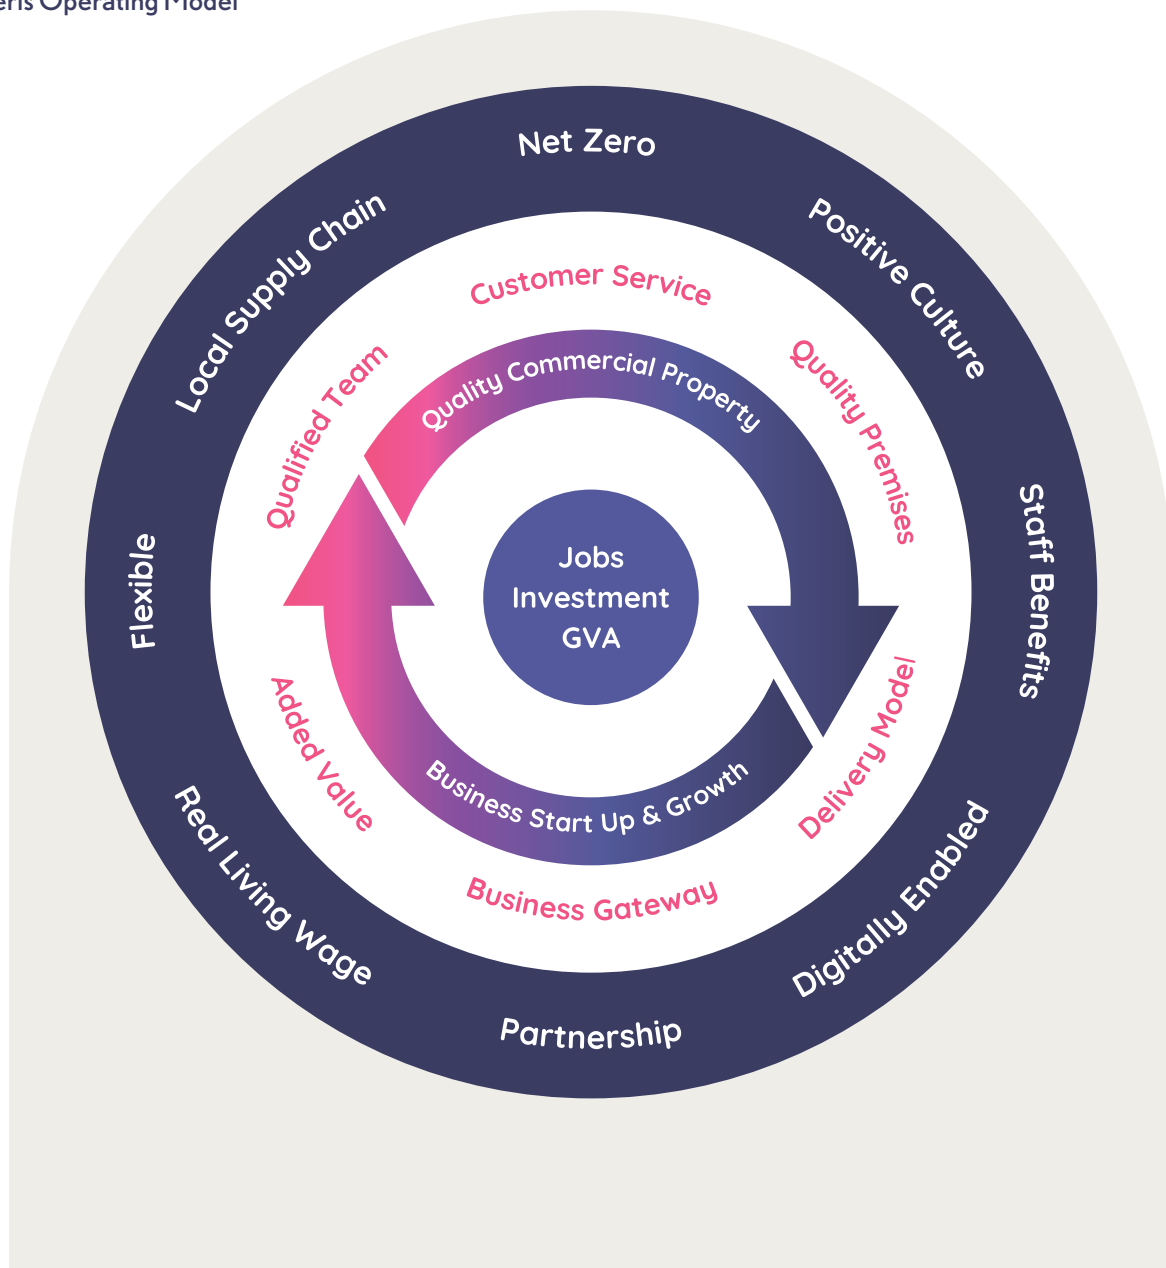 Operating Model
Net Zero
Positive Culture
Staff Benefits
Digitally Enabled
Partnership
Real Living Wage
Flexible
Local Supply Chain
Customer Service
Quality Premises
Delivery Model
Business Gateway
Added Value
Qualified Team
Quality Commercial Property
Business Start Up & Growth
Jobs
Investment
GVA